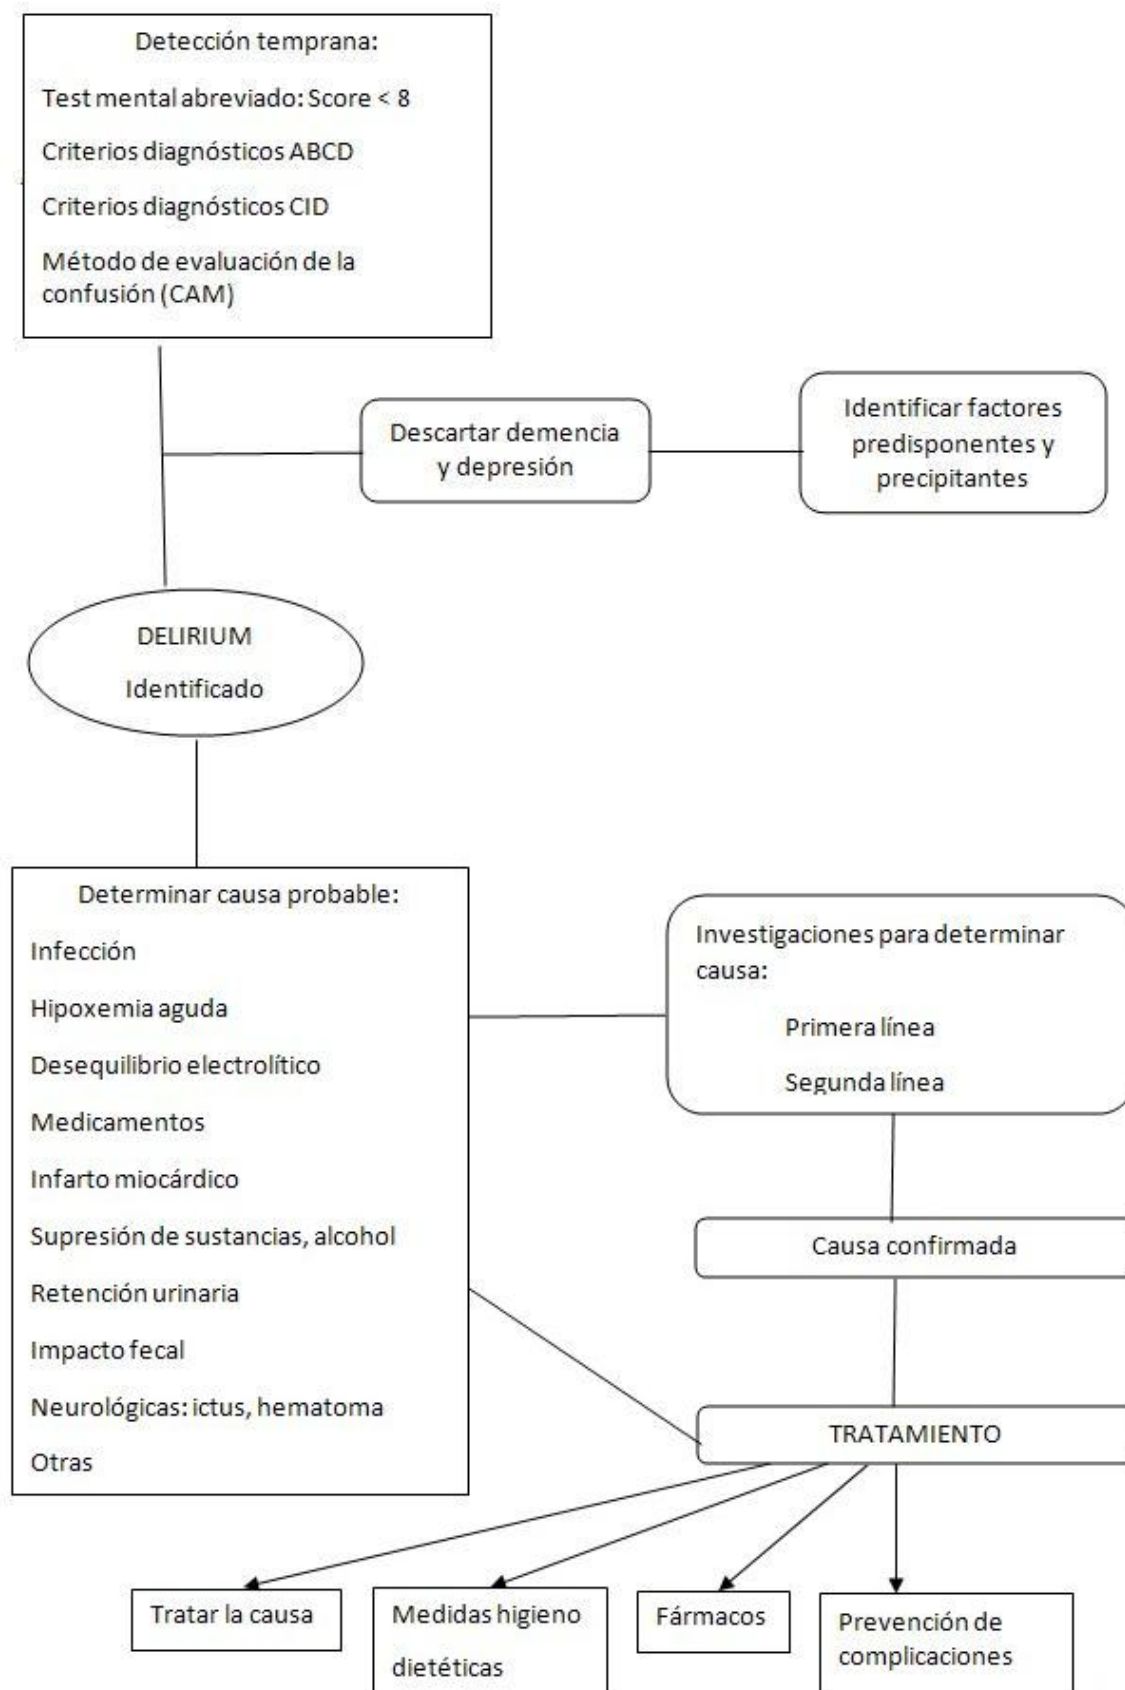 Detección temprana:
Test mental abreviado: Score < 8
Criterios diagnósticos ABCD
Criterios diagnósticos CID
Método de evaluación de la
confusión (CAM)
Descartar demencia
y depresión
Identificar factores
predisponentes y
precipitantes
DELIRIUM
Identificado
Determinar causa probable:
Infección
Hipoxemia aguda
Desequilibrio electrolítico
Medicamentos
Infarto miocárdico
Supresión de sustancias, alcohol
Retención urinaria
Impacto fecal
Neurológicas: ictus, hematoma
Otras
Investigaciones para determinar
causa:
Primera línea
Segunda línea
Causa confirmada
TRATAMIENTO
Tratar la causa
Medidas higieno
dietéticas
Fármacos
Prevención de
complicaciones